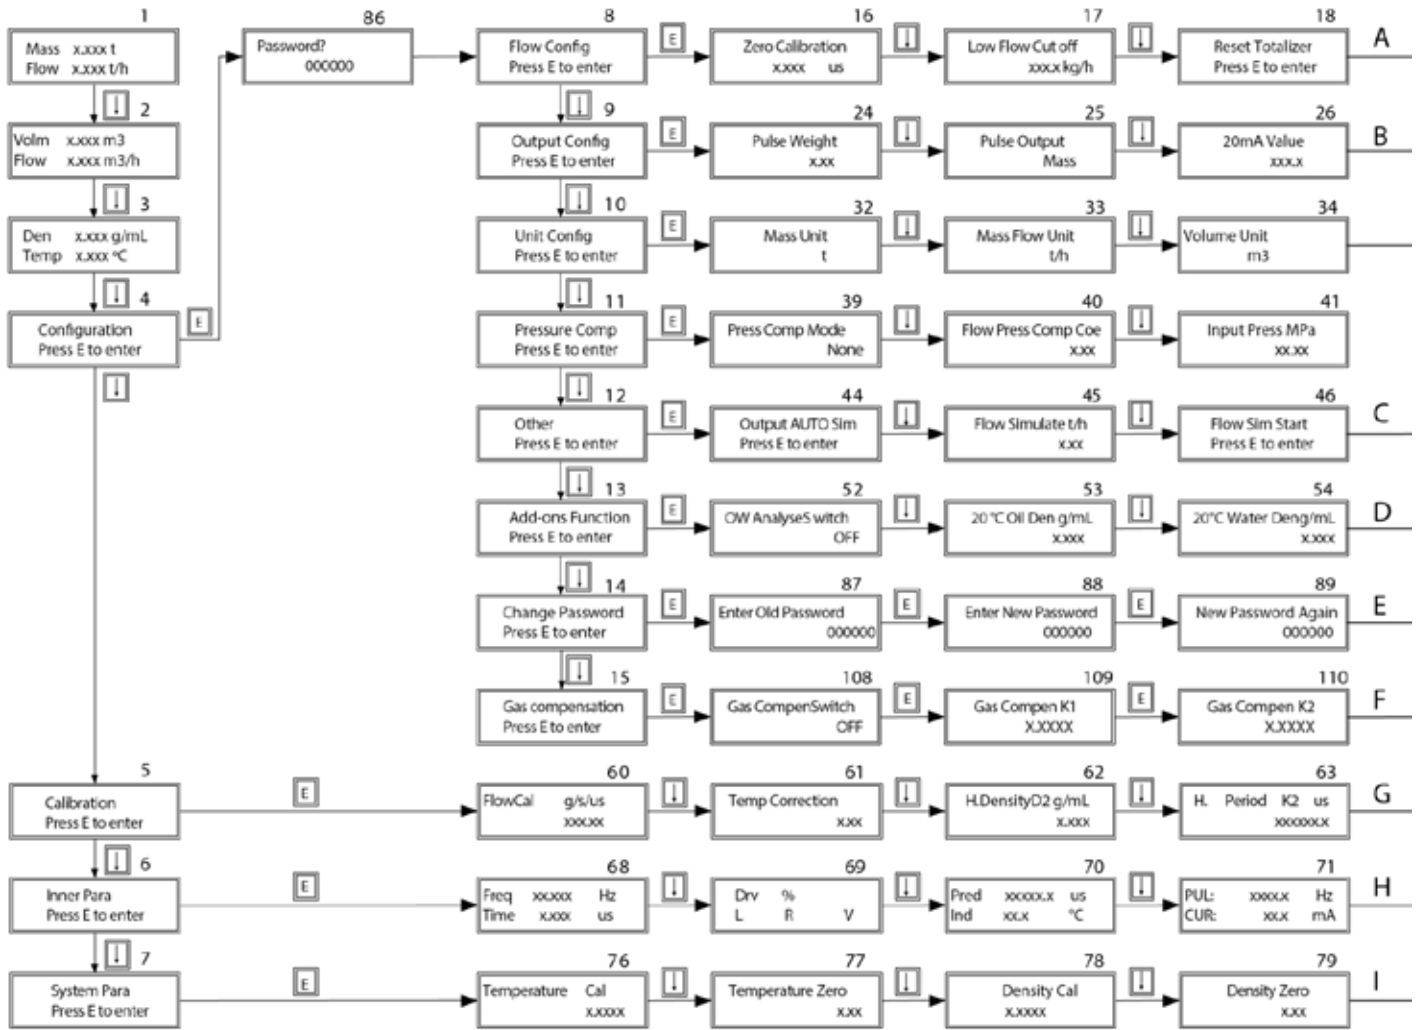 1
Mass x.xxx t
Flow x.xxx t/h
86
Password?
000000
8
Flow Config
Press E to enter
E
16
Zero Calibration
x.xxx us
↓
17
Low Flow Cut off
xxx.x kg/h
↓
18
Reset Totalizer
Press E to enter
A
↓
2
Volm x.xxx m3
Flow x.xxx m3/h
↓
9
Output Config
Press E to enter
E
24
Pulse Weight
x.xx
↓
25
Pulse Output
Mass
↓
26
20mA Value
xxx.x
B
↓
3
Den x.xxx g/mL
Temp x.xxx ºC
↓
10
Unit Config
Press E to enter
E
32
Mass Unit
t
↓
33
Mass Flow Unit
t/h
↓
34
Volume Unit
m3
↓
4
Configuration
Press E to enter
E
↓
↓
11
Pressure Comp
Press E to enter
E
39
Press Comp Mode
None
↓
40
Flow Press Comp Coe
x.xx
↓
41
Input Press MPa
xx.xx
↓
12
Other
Press E to enter
E
44
Output AUTO Sim
Press E to enter
↓
45
Flow Simulate t/h
x.xx
↓
46
Flow Sim Start
Press E to enter
C
↓
13
Add-ons Function
Press E to enter
E
52
OW AnalyseS witch
OFF
↓
53
20 °C Oil Den g/mL
x.xxx
↓
54
20°C Water Deng/mL
x.xxx
D
↓
14
Change Password
Press E to enter
E
87
Enter Old Password
000000
E
88
Enter New Password
000000
E
89
New Password Again
000000
E
↓
15
Gas compensation
Press E to enter
E
108
Gas CompenSwitch
OFF
E
109
Gas Compen K1
X.XXXX
E
110
Gas Compen K2
X.XXXX
F
5
Calibration
Press E to enter
E
60
FlowCal g/s/us
xxx.xx
↓
61
Temp Correction
x.xx
↓
62
H.DensityD2 g/mL
x.xxx
↓
63
H. Period K2 us
xxxxxx.x
G
↓
6
Inner Para
Press E to enter
E
68
Freq xx.xxx Hz
Time x.xxx us
↓
69
Drv %
L R V
↓
70
Pred xxxxx.x us
Ind xx.x °C
↓
71
PUL: xxxx.x Hz
CUR: xx.x mA
H
↓
7
System Para
Press E to enter
E
76
Temperature Cal
x.xxxx
↓
77
Temperature Zero
x.xx
↓
78
Density Cal
x.xxxx
↓
79
Density Zero
x.xx
I